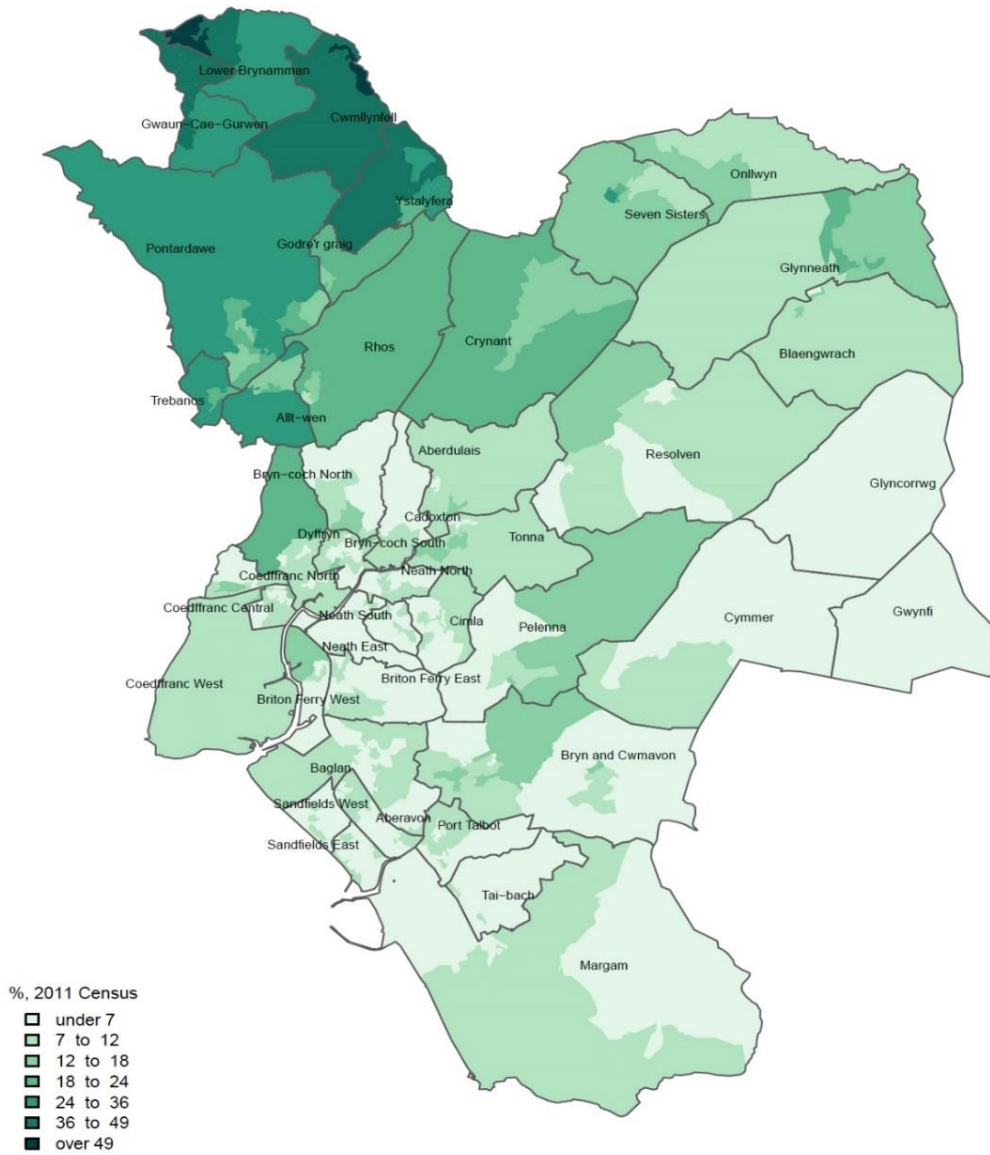 Lower Brynamman
Cwmllynfell
Gwaun-Cae-Gurwen
Onllwyn
Ystalyfera
Seven Sisters
Godre'r graig
Pontardawe
Glynneath
Rhos
Crynant
Blaengwrach
Trebanos
Allt-wen
Aberdulais
Resolven
Bryn-coch North
Glyncorrwg
Cadoxton
Dyffryn
Tonna
Bryn-coch South
Neath North
Coedffranc North
Coedffranc Central
Neath South
Cimla
Pelenna
Cymmer
Gwynfi
Neath East
Coedffranc West
Briton Ferry East
Briton Ferry West
Bryn and Cwmavon
Baglan
Sandfields West
Aberavon
Port Talbot
Sandfields East
Tai-bach
Margam
%, 2011 Census
under 7
7 to 12
12 to 18
18 to 24
24 to 36
36 to 49
over 49